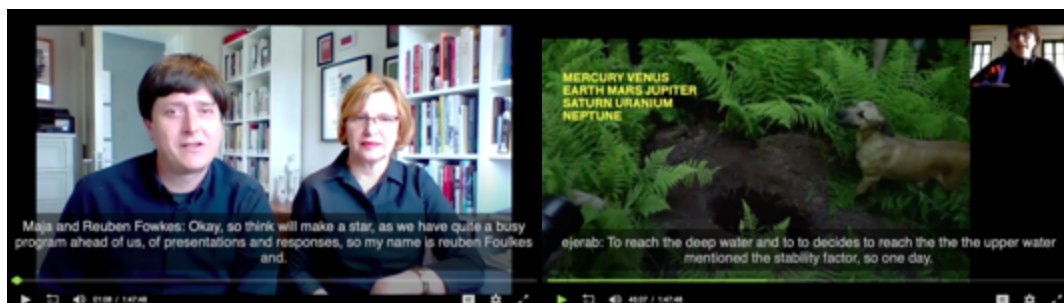 Maja and Reuben Fowkes: Okay, so think will make a star, as we have quite a busy
program ahead of us, of presentations and responses, so my name is reuben Foulkes
and.
01:08 / 1:47:48
MERCURY VENUS
EARTH MARS JUPITER
SATURN URANIUM
NEPTUNE
ejerab: To reach the deep water and to to decides to reach the the the upper water
mentioned the stability factor, so one day.
45:07 / 1:47:48